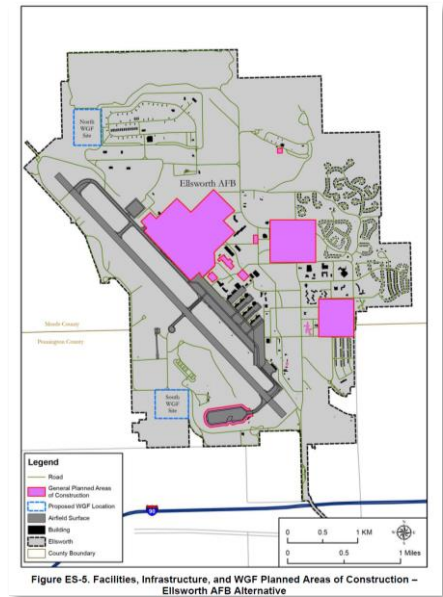 North
WGF
Site
Ellsworth AFB
Meade County
Pennington County
South
WGF
Site
Legend
Road
General Planned Areas
of Construction
Proposed WGF Location
Airfield Surface
Building
Ellsworth
County Boundary
90
0 0.5 1 KM
0 0.5 1 Miles
Figure ES-5. Facilities, Infrastructure, and WGF Planned Areas of Construction –
Ellsworth AFB Alternative